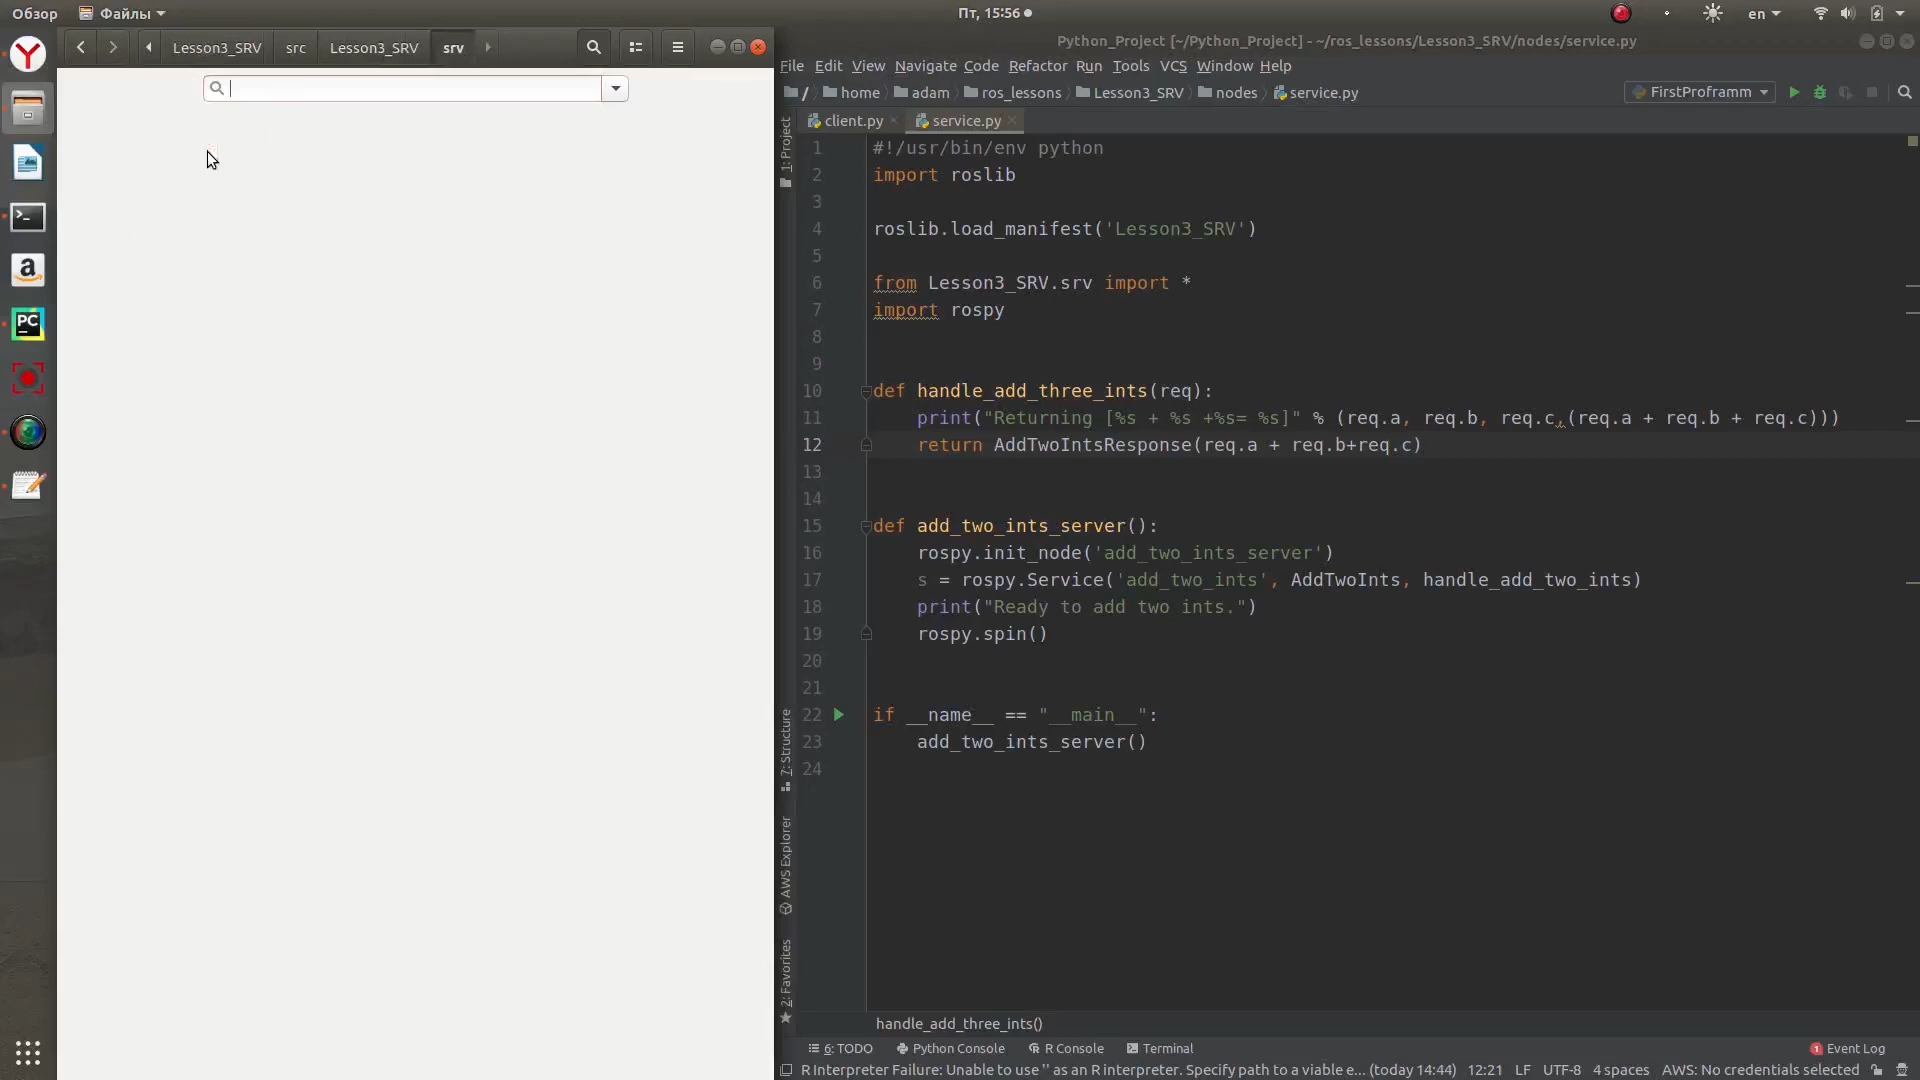 Обзор Файлы Пт, 15:56 en
Lesson3_SRV src Lesson3_SRV srv
Python_Project [~/Python_Project] - ~/ros_lessons/Lesson3_SRV/nodes/service.py
File Edit View Navigate Code Refactor Run Tools VCS Window Help
/ home adam ros_lessons Lesson3_SRV nodes service.py FirstProframm
client.py service.py
1 #!/usr/bin/env python
2 import roslib
3
4 roslib.load_manifest('Lesson3_SRV')
5
6 from Lesson3_SRV.srv import *
7 import rospy
8
9
10 def handle_add_three_ints(req):
11 print("Returning [%s + %s +%s= %s]" % (req.a, req.b, req.c,(req.a + req.b + req.c)))
12 return AddTwoIntsResponse(req.a + req.b+req.c)
13
14
15 def add_two_ints_server():
16 rospy.init_node('add_two_ints_server')
17 s = rospy.Service('add_two_ints', AddTwoInts, handle_add_two_ints)
18 print("Ready to add two ints.")
19 rospy.spin()
20
21
22 if __name__ == "__main__":
23 add_two_ints_server()
24
1: Project
7: Structure
AWS Explorer
2: Favorites
handle_add_three_ints()
6: TODO Python Console R Console Terminal 1 Event Log
R Interpreter Failure: Unable to use '' as an R interpreter. Specify path to a viable e... (today 14:44) 12:21 LF UTF-8 4 spaces AWS: No credentials selected